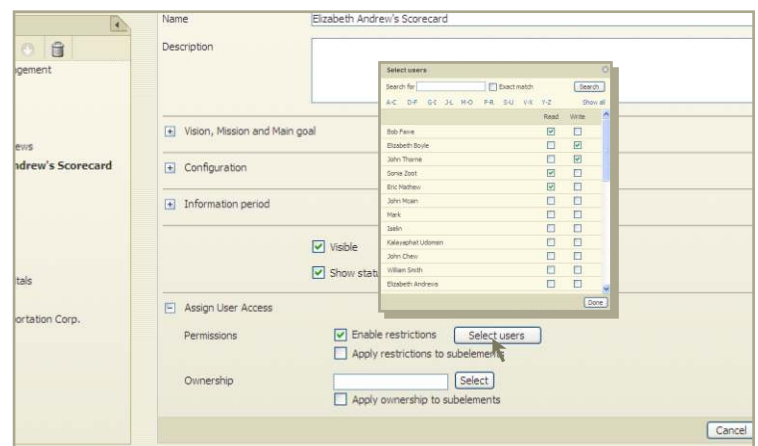 Name
Elizabeth Andrew's Scorecard
Description
gement
ews
ndrew's Scorecard
tals
ortation Corp.
Vision, Mission and Main goal
Configuration
Information period
Visible
Show statu
Assign User Access
Permissions
Enable restrictions
Select users
Apply restrictions to subelements
Ownership
Select
Apply ownership to subelements
Cancel
Select users
Search for
Exact match
Search
A-C D-F G-I J-L M-O P-R S-U V-X Y-Z Show all
Read Write
Bob Fawe
Elizabeth Boyle
John Thorne
Sonia Zoot
Eric Mathew
John Mcain
Mark
Iselin
Kalayaphat Udomen
John Chew
William Smith
Elizabeth Andrews
Done